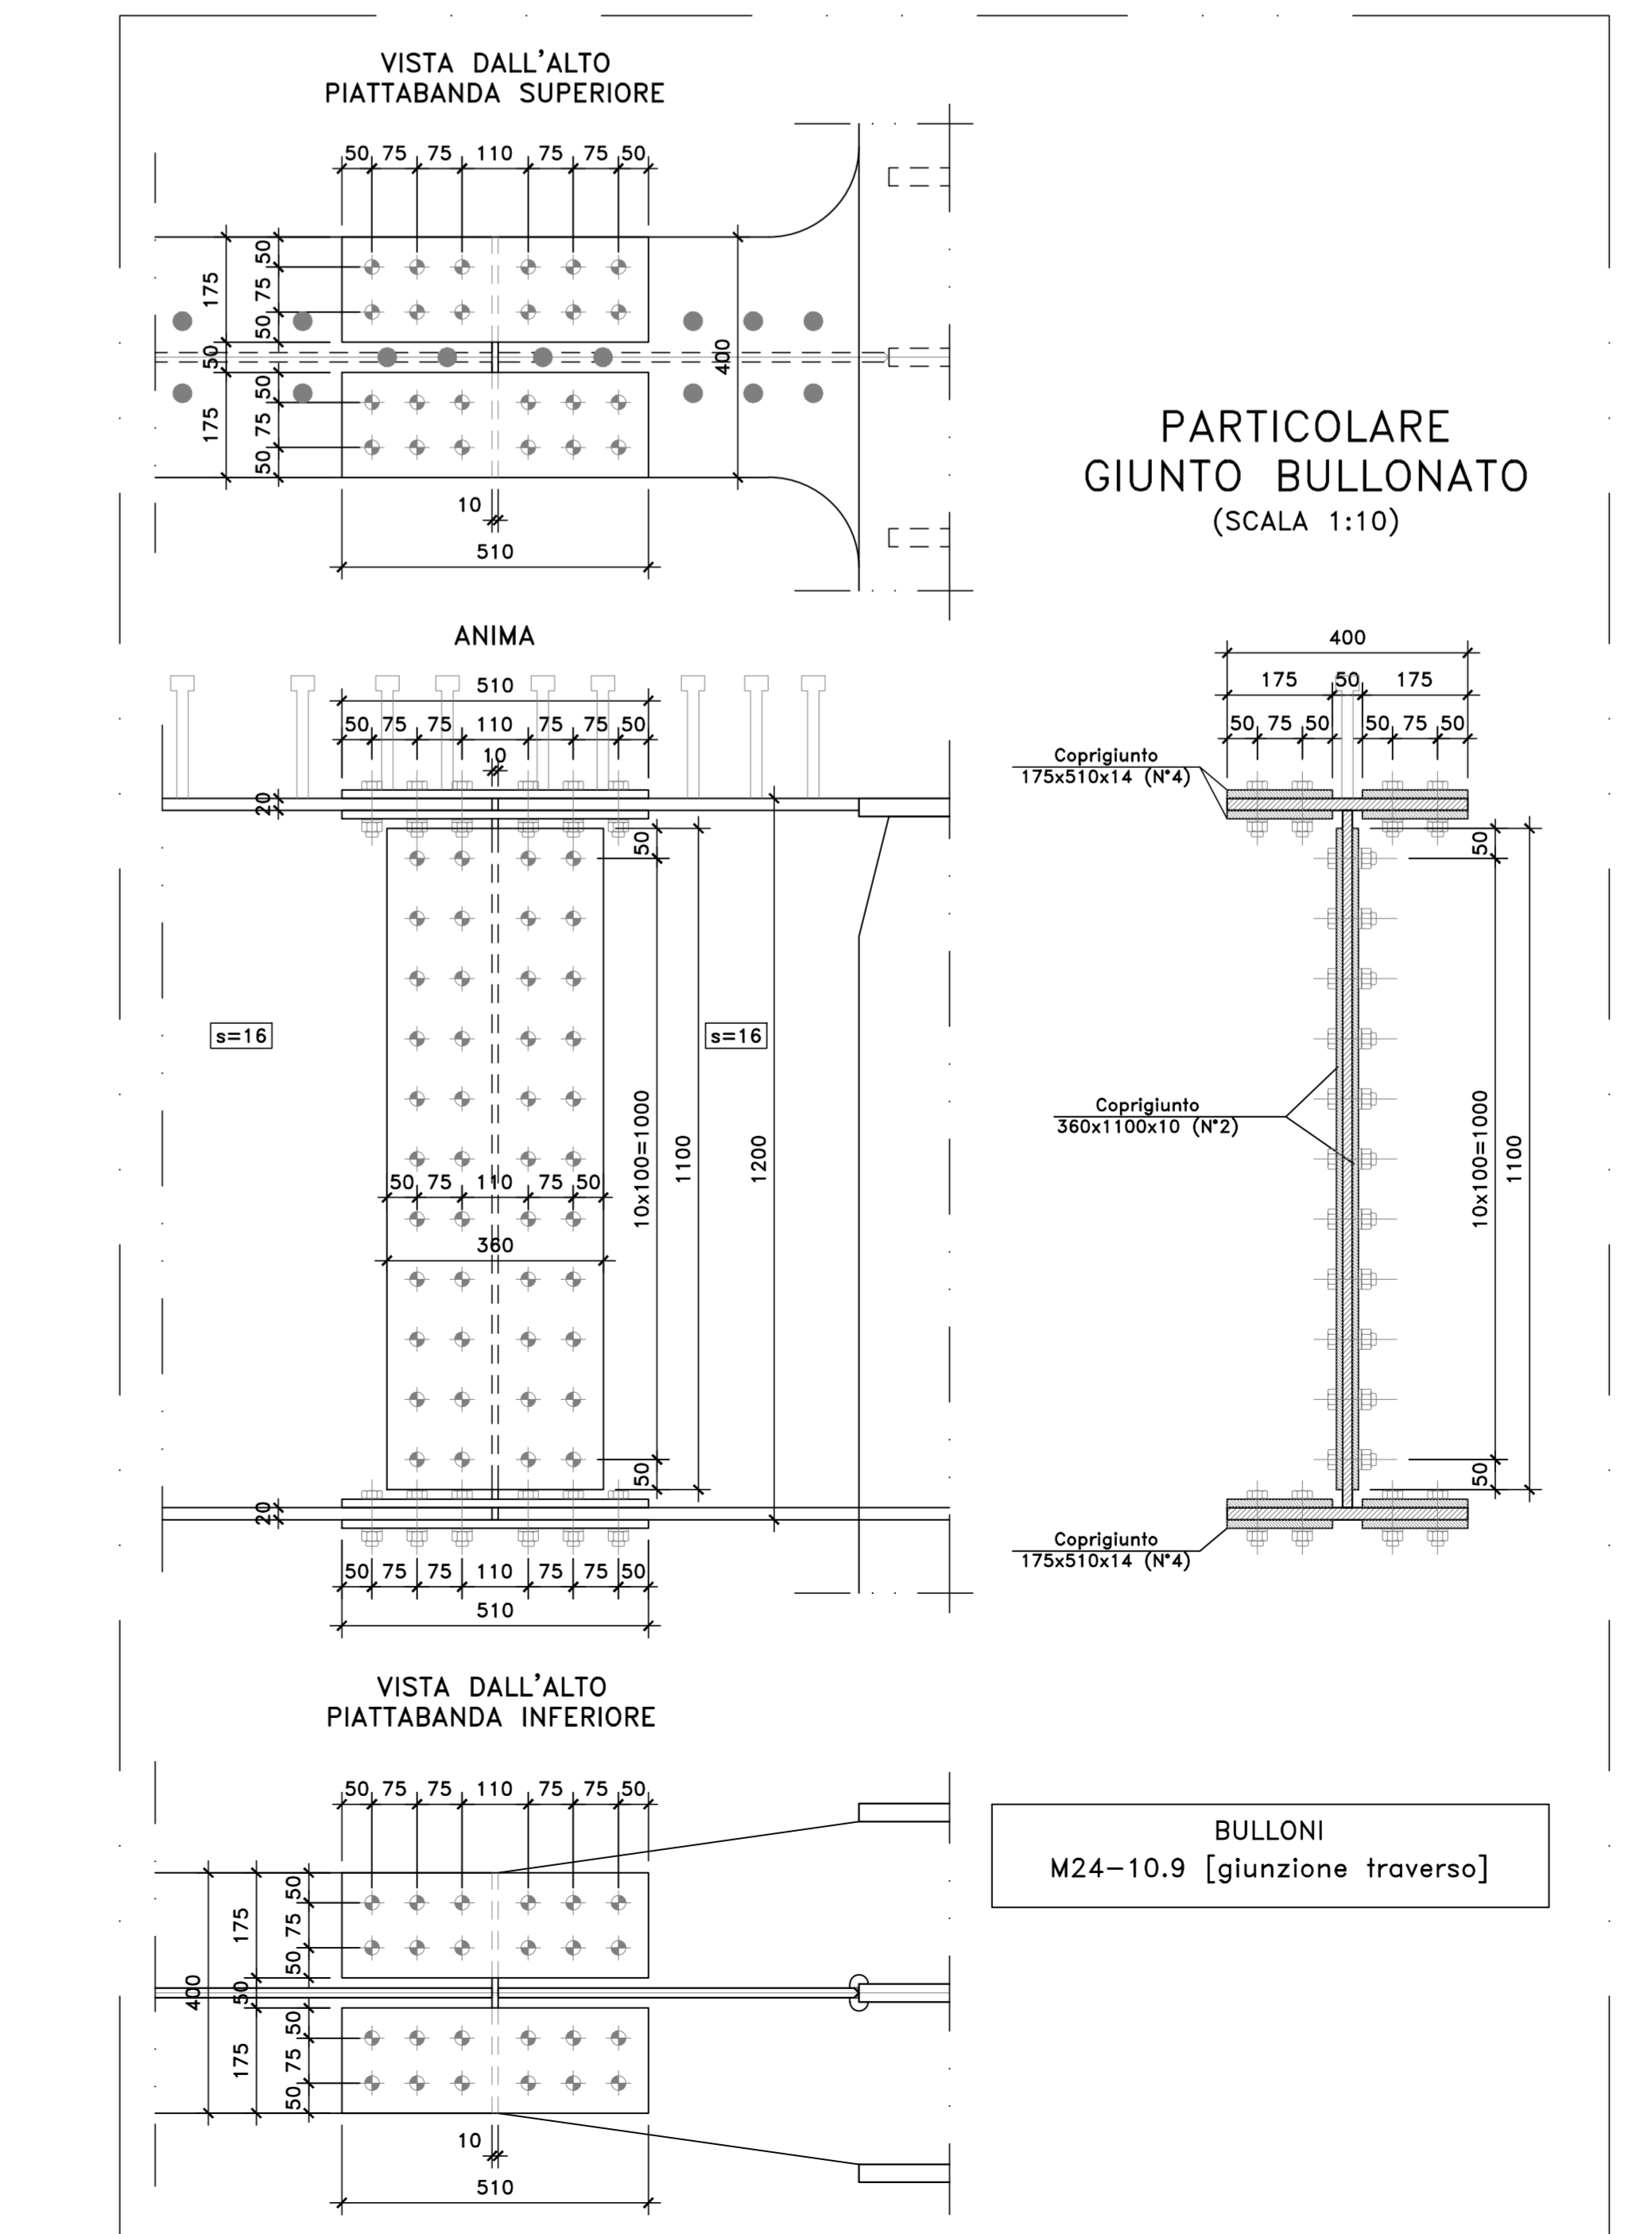 VISTA DALL'ALTO
PIATTABANDA SUPERIORE
50 75 75 110 75 75 50
175 50 75 50
50
175 50 75 50
400
10
510
PARTICOLARE
GIUNTO BULLONATO
(SCALA 1:10)
ANIMA
510
50 75 75 110 75 75 50
10
20
50
s=16
s=16
10x100=1000
1100
1200
50 75 110 75 50
360
50
20
50 75 75 110 75 75 50
510
400
175 50 175
50 75 50 50 75 50
Coprigiunto
175x510x14 (N°4)
50
Coprigiunto
360x1100x10 (N°2)
10x100=1000
1100
50
Coprigiunto
175x510x14 (N°4)
VISTA DALL'ALTO
PIATTABANDA INFERIORE
50 75 75 110 75 75 50
400
175 50 75 50
50
175 50 75 50
10
510
BULLONI
M24-10.9 [giunzione traverso]